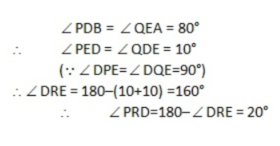 ∠PDB = ∠QEA = 80°
∴ ∠PED = ∠QDE = 10°
(∵ ∠DPE=∠DQE=90°)
∴∠DRE = 180–(10+10) =160°
∴ ∠PRD=180–∠DRE = 20°